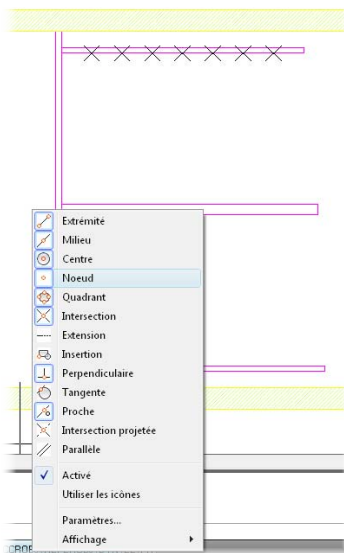 Extrémité
Milieu
Centre
Noeud
Quadrant
Intersection
Extension
Insertion
Perpendiculaire
Tangente
Proche
Intersection projetée
Parallèle
Activé
Utiliser les icônes
Paramètres...
Affichage